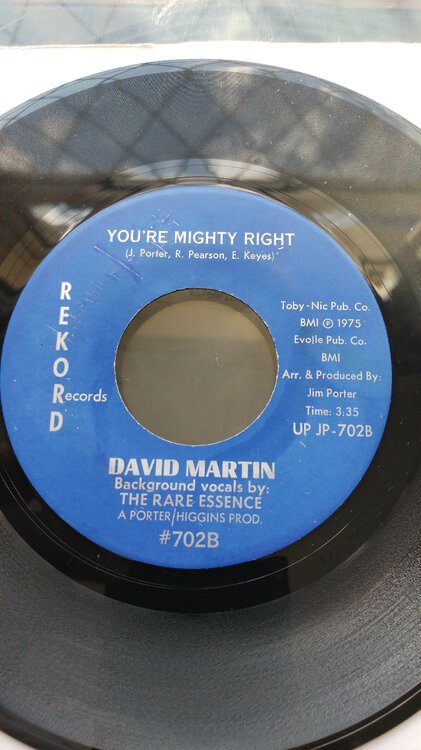 YOU'RE MIGHTY RIGHT
(J. Porter, R. Pearson, E. Keyes)
REKORD
Records
Toby-Nic Pub. Co.
BMI ℗ 1975
Evolle Pub. Co.
BMI
Arr. & Produced By:
Jim Porter
Time: 3:35
UP JP-702B
DAVID MARTIN
Background vocals by:
THE RARE ESSENCE
A PORTER/HIGGINS PROD.
#702B